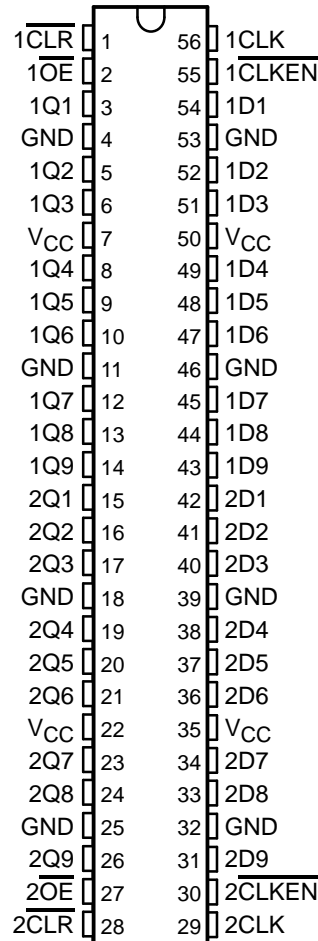 1CLR 1 56 1CLK
1OE 2 55 1CLKEN
1Q1 3 54 1D1
GND 4 53 GND
1Q2 5 52 1D2
1Q3 6 51 1D3
VCC 7 50 VCC
1Q4 8 49 1D4
1Q5 9 48 1D5
1Q6 10 47 1D6
GND 11 46 GND
1Q7 12 45 1D7
1Q8 13 44 1D8
1Q9 14 43 1D9
2Q1 15 42 2D1
2Q2 16 41 2D2
2Q3 17 40 2D3
GND 18 39 GND
2Q4 19 38 2D4
2Q5 20 37 2D5
2Q6 21 36 2D6
VCC 22 35 VCC
2Q7 23 34 2D7
2Q8 24 33 2D8
GND 25 32 GND
2Q9 26 31 2D9
2OE 27 30 2CLKEN
2CLR 28 29 2CLK